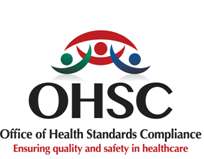 OHSC
Office of Health Standards Compliance
Ensuring quality and safety in healthcare